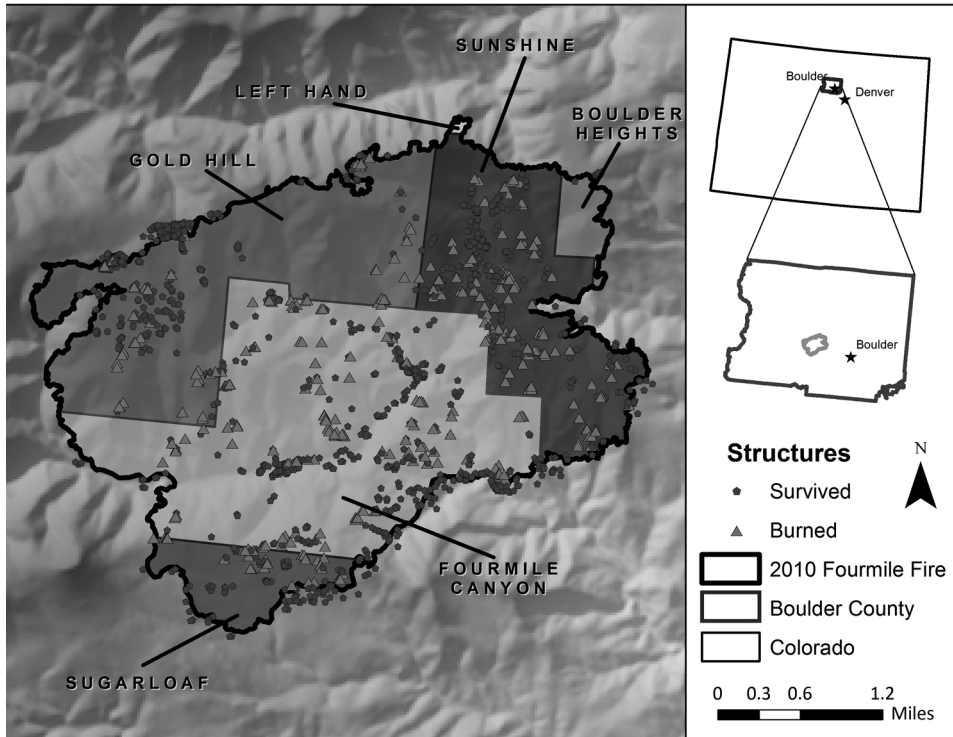 SUNSHINE
LEFT HAND
BOULDER
HEIGHTS
GOLD HILL
FOURMILE
CANYON
SUGARLOAF
Boulder
Denver
Boulder
Structures
N
Survived
Burned
2010 Fourmile Fire
Boulder County
Colorado
0 0.3 0.6 1.2
Miles